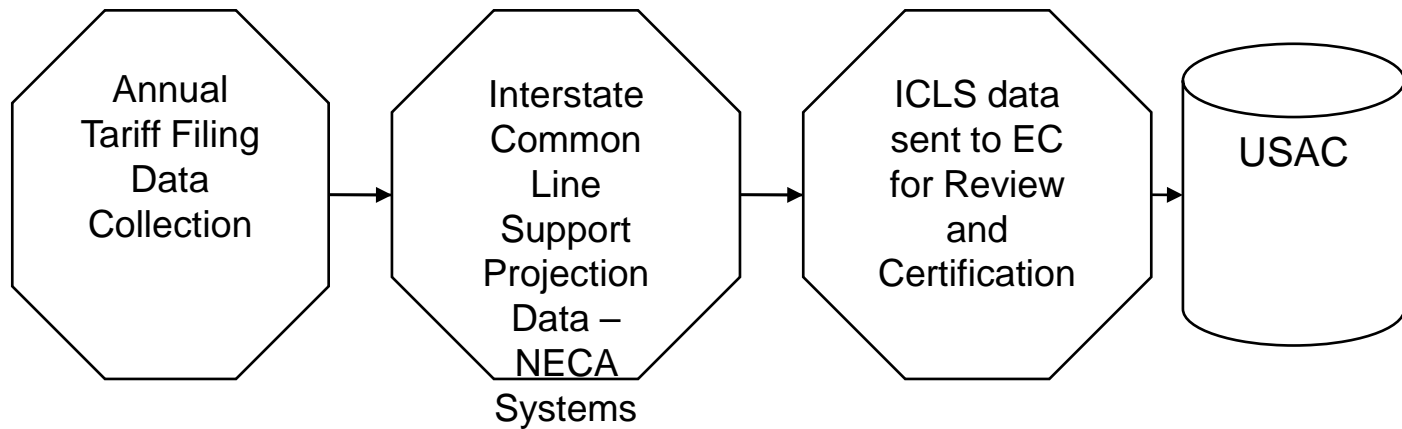 Annual
Tariff Filing
Data
Collection
Interstate
Common
Line
Support
Projection
Data –
NECA
Systems
ICLS data
sent to EC
for Review
and
Certification
USAC